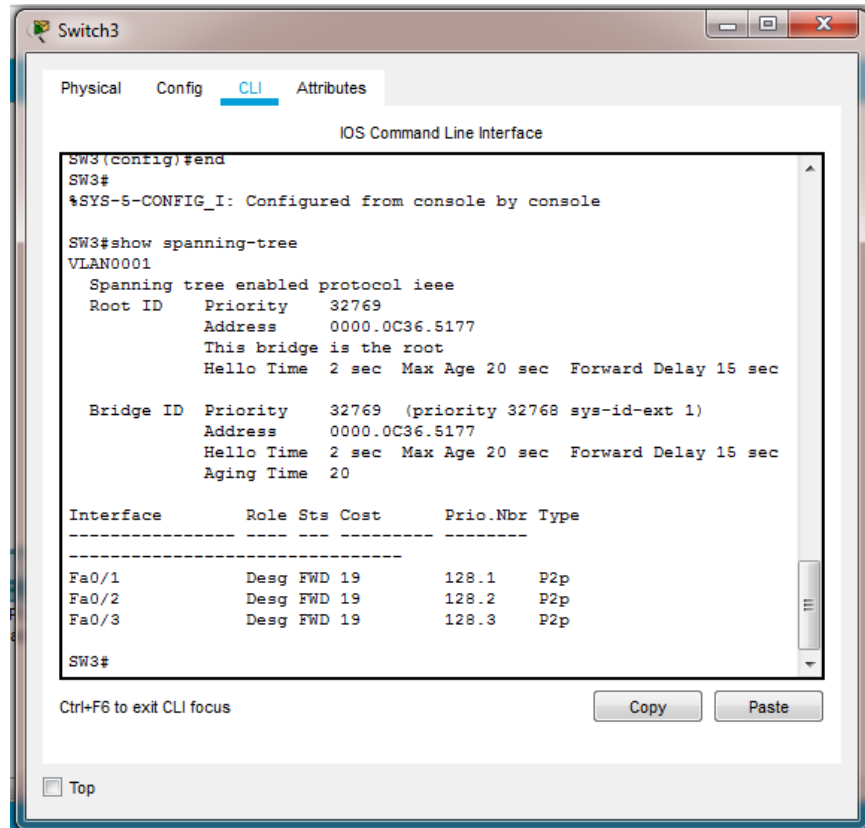 Switch3
Physical Config CLI Attributes
IOS Command Line Interface
SW3(config)#end
SW3#
%SYS-5-CONFIG_I: Configured from console by console
SW3#show spanning-tree
VLAN0001
Spanning tree enabled protocol ieee
Root ID Priority 32769
Address 0000.0C36.5177
This bridge is the root
Hello Time 2 sec Max Age 20 sec Forward Delay 15 sec
Bridge ID Priority 32769 (priority 32768 sys-id-ext 1)
Address 0000.0C36.5177
Hello Time 2 sec Max Age 20 sec Forward Delay 15 sec
Aging Time 20
Interface Role Sts Cost Prio.Nbr Type
---------------- ---- --- --------- --------
--------------------------------
Fa0/1 Desg FWD 19 128.1 P2p
Fa0/2 Desg FWD 19 128.2 P2p
Fa0/3 Desg FWD 19 128.3 P2p
SW3#
Ctrl+F6 to exit CLI focus
Copy Paste
Top